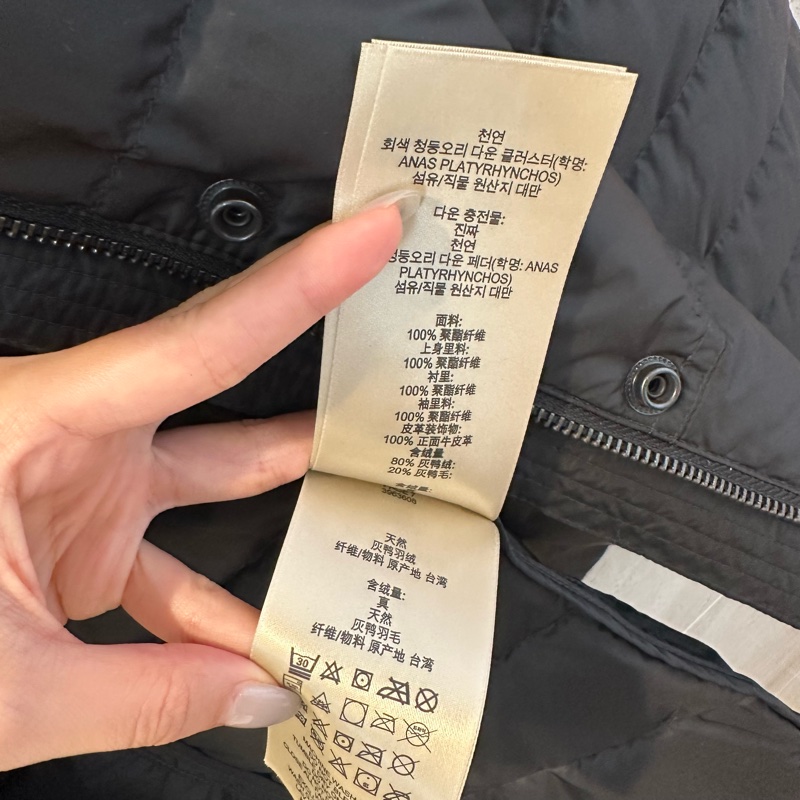 천연
회색 청둥오리 다운 클러스터(학명:
ANAS PLATYRHYNCHOS)
섬유/직물 원산지 대만
다운 충전물:
진짜
천연
청둥오리 다운 페더(학명: ANAS
PLATYRHYNCHOS)
섬유/직물 원산지 대만
面料:
100% 聚酯纤维
上身里料:
100% 聚酯纤维
衬里:
100% 聚酯纤维
袖里料:
100% 聚酯纤维
皮革装饰物:
100% 正面牛皮革
含绒量
80% 灰鸭绒:
20% 灰鸭毛:
含绒量:
3963608
天然
灰鸭羽绒
纤维/物料 原产地 台湾
含绒量:
真
天然
灰鸭羽毛
纤维/物料 原产地 台湾
30
MACHINE WASH